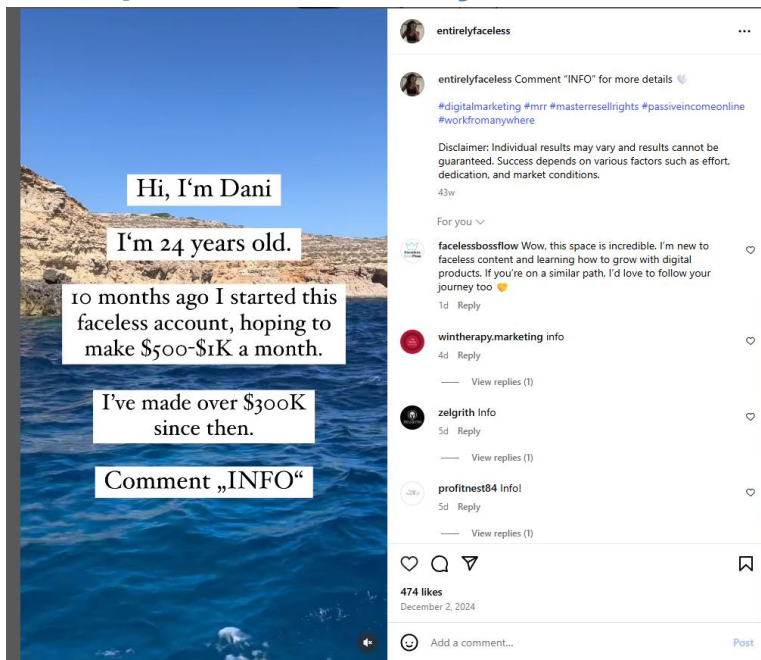 Hi, I'm Dani
I'm 24 years old.
10 months ago I started this
faceless account, hoping to
make $500-$1K a month.
I've made over $300K
since then.
Comment „INFO“
entirelyfaceless
entirelyfaceless Comment “INFO” for more details
#digitalmarketing #mrr #masterresellrights #passiveincomeonline
#workfromanywhere
Disclaimer: Individual results may vary and results cannot be
guaranteed. Success depends on various factors such as effort,
dedication, and market conditions.
43w
For you
facelessbossflow Wow, this space is incredible. I'm new to
faceless content and learning how to grow with digital
products. If you're on a similar path, I'd love to follow your
journey too 🤝
1d Reply
wintherapy.marketing info
4d Reply
View replies (1)
zelgrith Info
5d Reply
View replies (1)
profitnest84 Info!
5d Reply
View replies (1)
474 likes
December 2, 2024
Add a comment...
Post